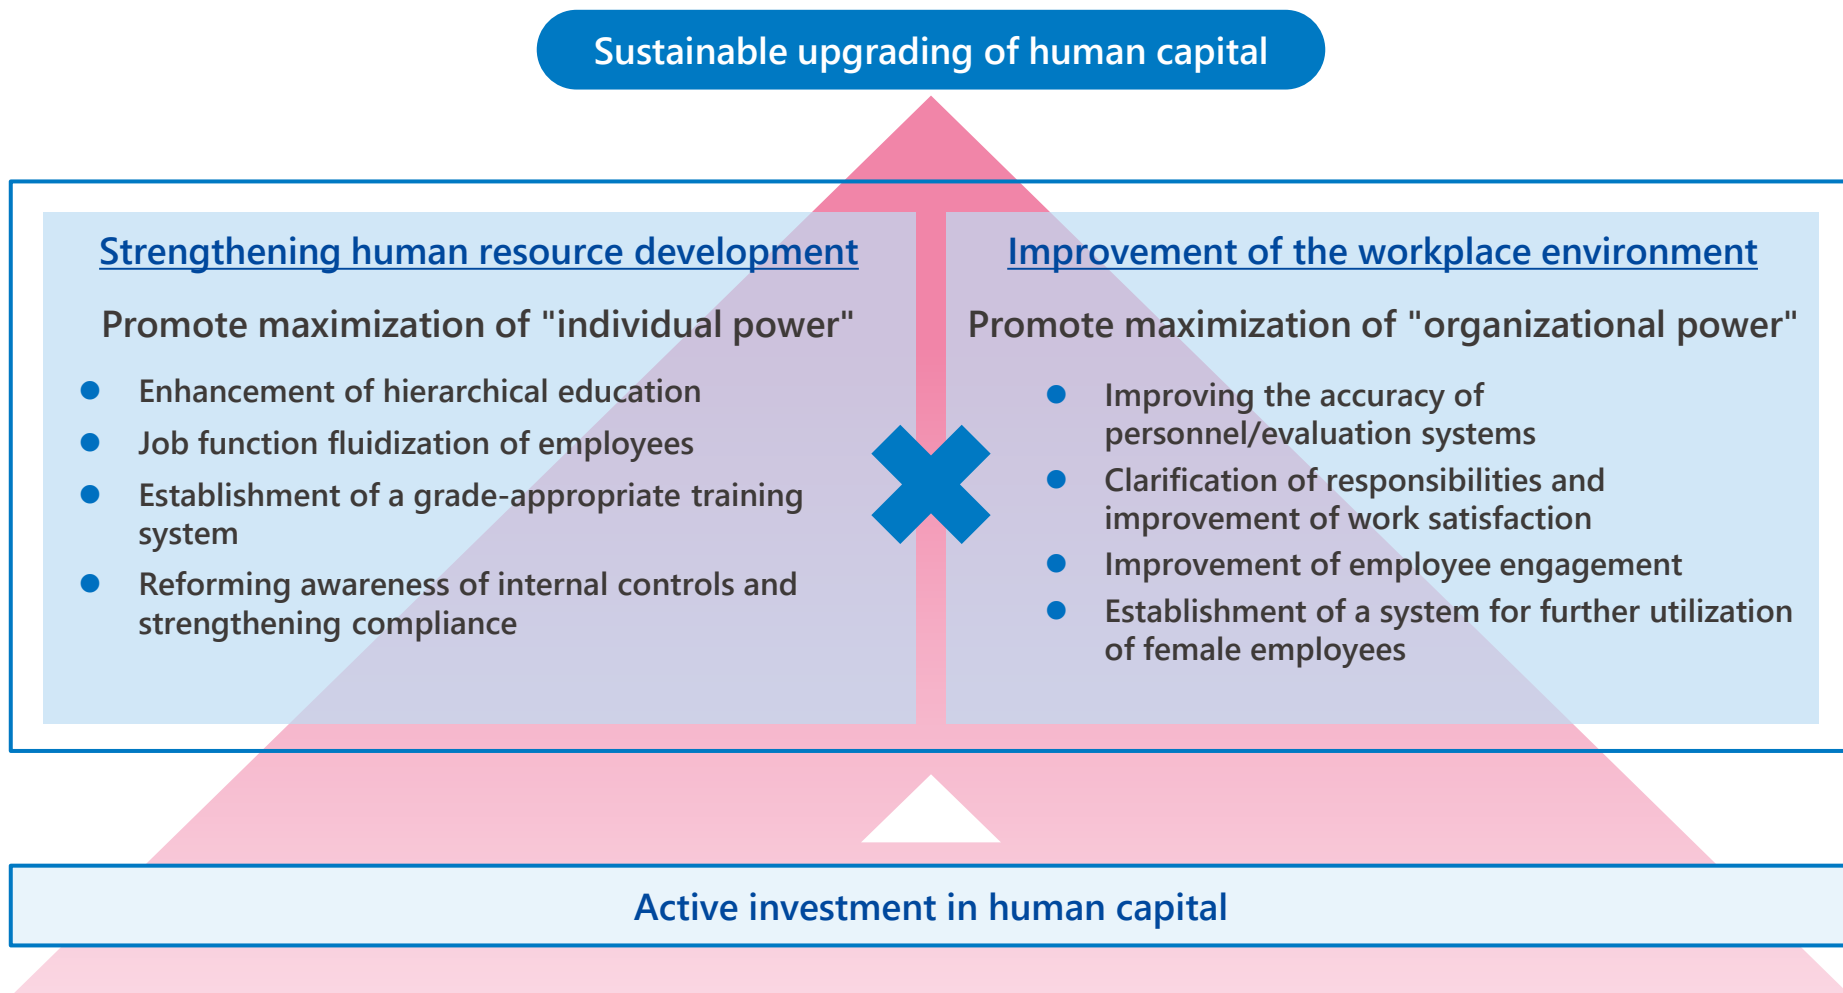 Sustainable upgrading of human capital
Strengthening human resource development
Promote maximization of "individual power"
● Enhancement of hierarchical education
● Job function fluidization of employees
● Establishment of a grade-appropriate training
system
● Reforming awareness of internal controls and
strengthening compliance
Improvement of the workplace environment
Promote maximization of "organizational power"
● Improving the accuracy of
personnel/evaluation systems
● Clarification of responsibilities and
improvement of work satisfaction
● Improvement of employee engagement
● Establishment of a system for further utilization
of female employees
Active investment in human capital